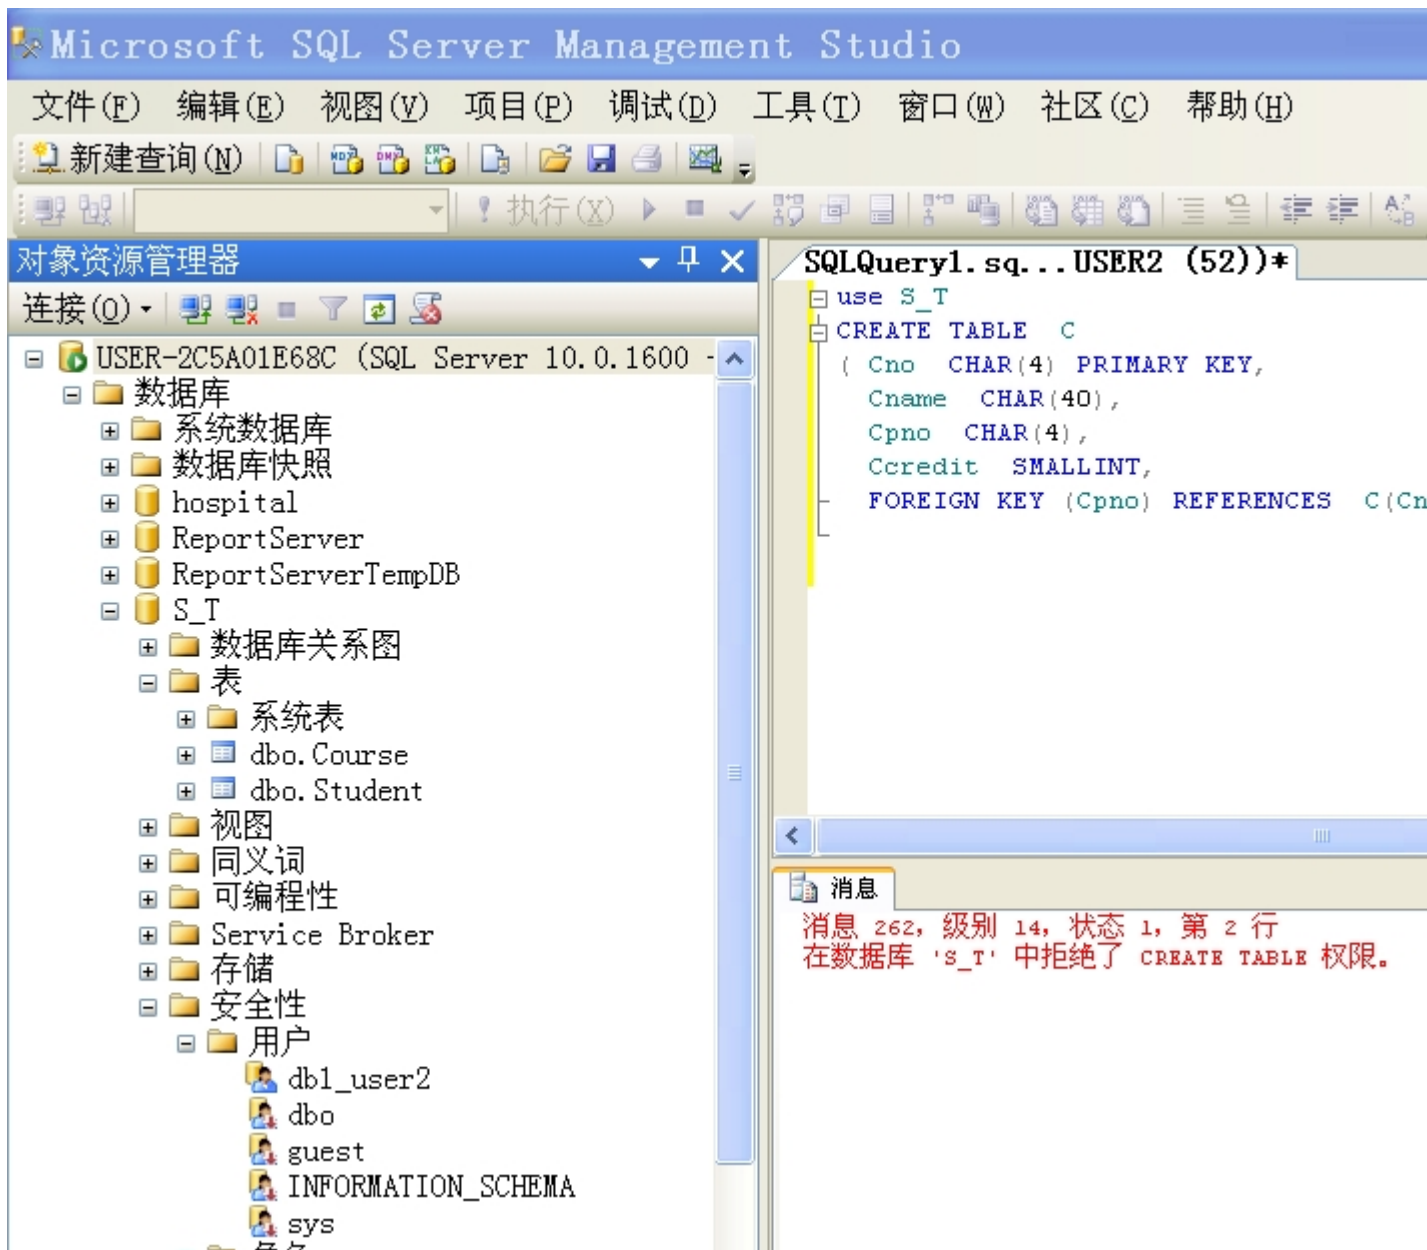 Microsoft SQL Server Management Studio
文件(F) 编辑(E) 视图(V) 项目(P) 调试(D) 工具(T) 窗口(W) 社区(C) 帮助(H)
新建查询(N)
执行(X)
对象资源管理器
连接(O)
USER-2C5A01E68C (SQL Server 10.0.1600 -
数据库
系统数据库
数据库快照
hospital
ReportServer
ReportServerTempDB
S_T
数据库关系图
表
系统表
dbo.Course
dbo.Student
视图
同义词
可编程性
Service Broker
存储
安全性
用户
db1_user2
dbo
guest
INFORMATION_SCHEMA
sys
SQLQuery1.sq...USER2 (52))*
use S_T
CREATE TABLE C
( Cno CHAR(4) PRIMARY KEY,
Cname CHAR(40),
Cpno CHAR(4),
Ccredit SMALLINT,
FOREIGN KEY (Cpno) REFERENCES C(Cn
消息
消息 262，级别 14，状态 1，第 2 行
在数据库 'S_T' 中拒绝了 CREATE TABLE 权限。